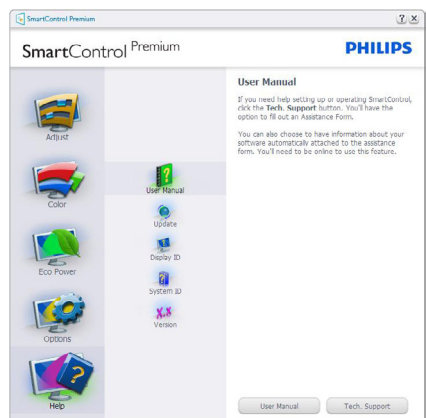 SmartControl Premium
? x
SmartControl Premium
PHILIPS
Adjust
Color
Eco Power
Options
Help
User Manual
Update
Display ID
System ID
Version
User Manual
If you need help setting up or operating SmartControl,
click the Tech. Support button. You'll have the
option to fill out an Assistance Form.
You can also choose to have information about your
software automatically attached to the assistance
form. You'll need to be online to use this feature.
User Manual
Tech. Support